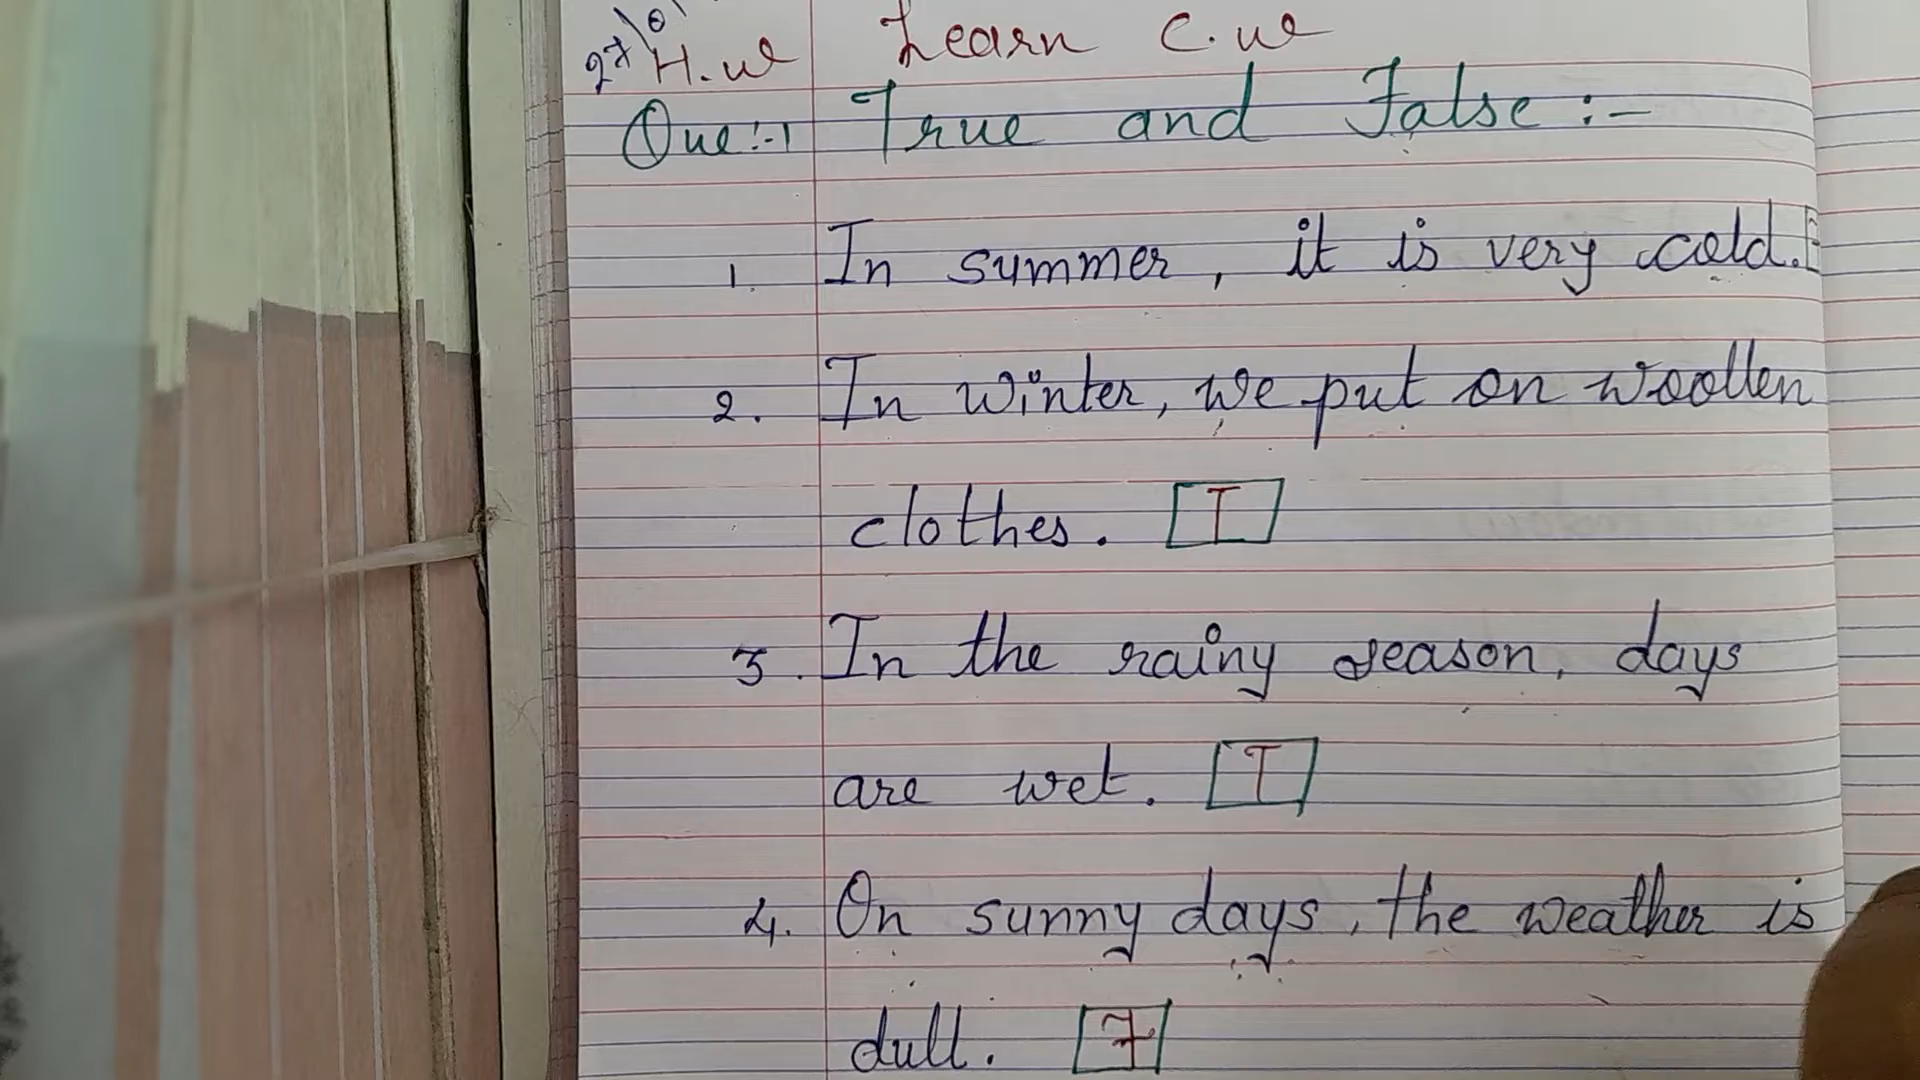 H.w Learn C.w
Que:-1 True and False :-
1. In summer, it is very cold.
2. In winter, we put on woollen
clothes. T
3. In the rainy season, days
are wet. T
4. On sunny days, the weather is
dull. F